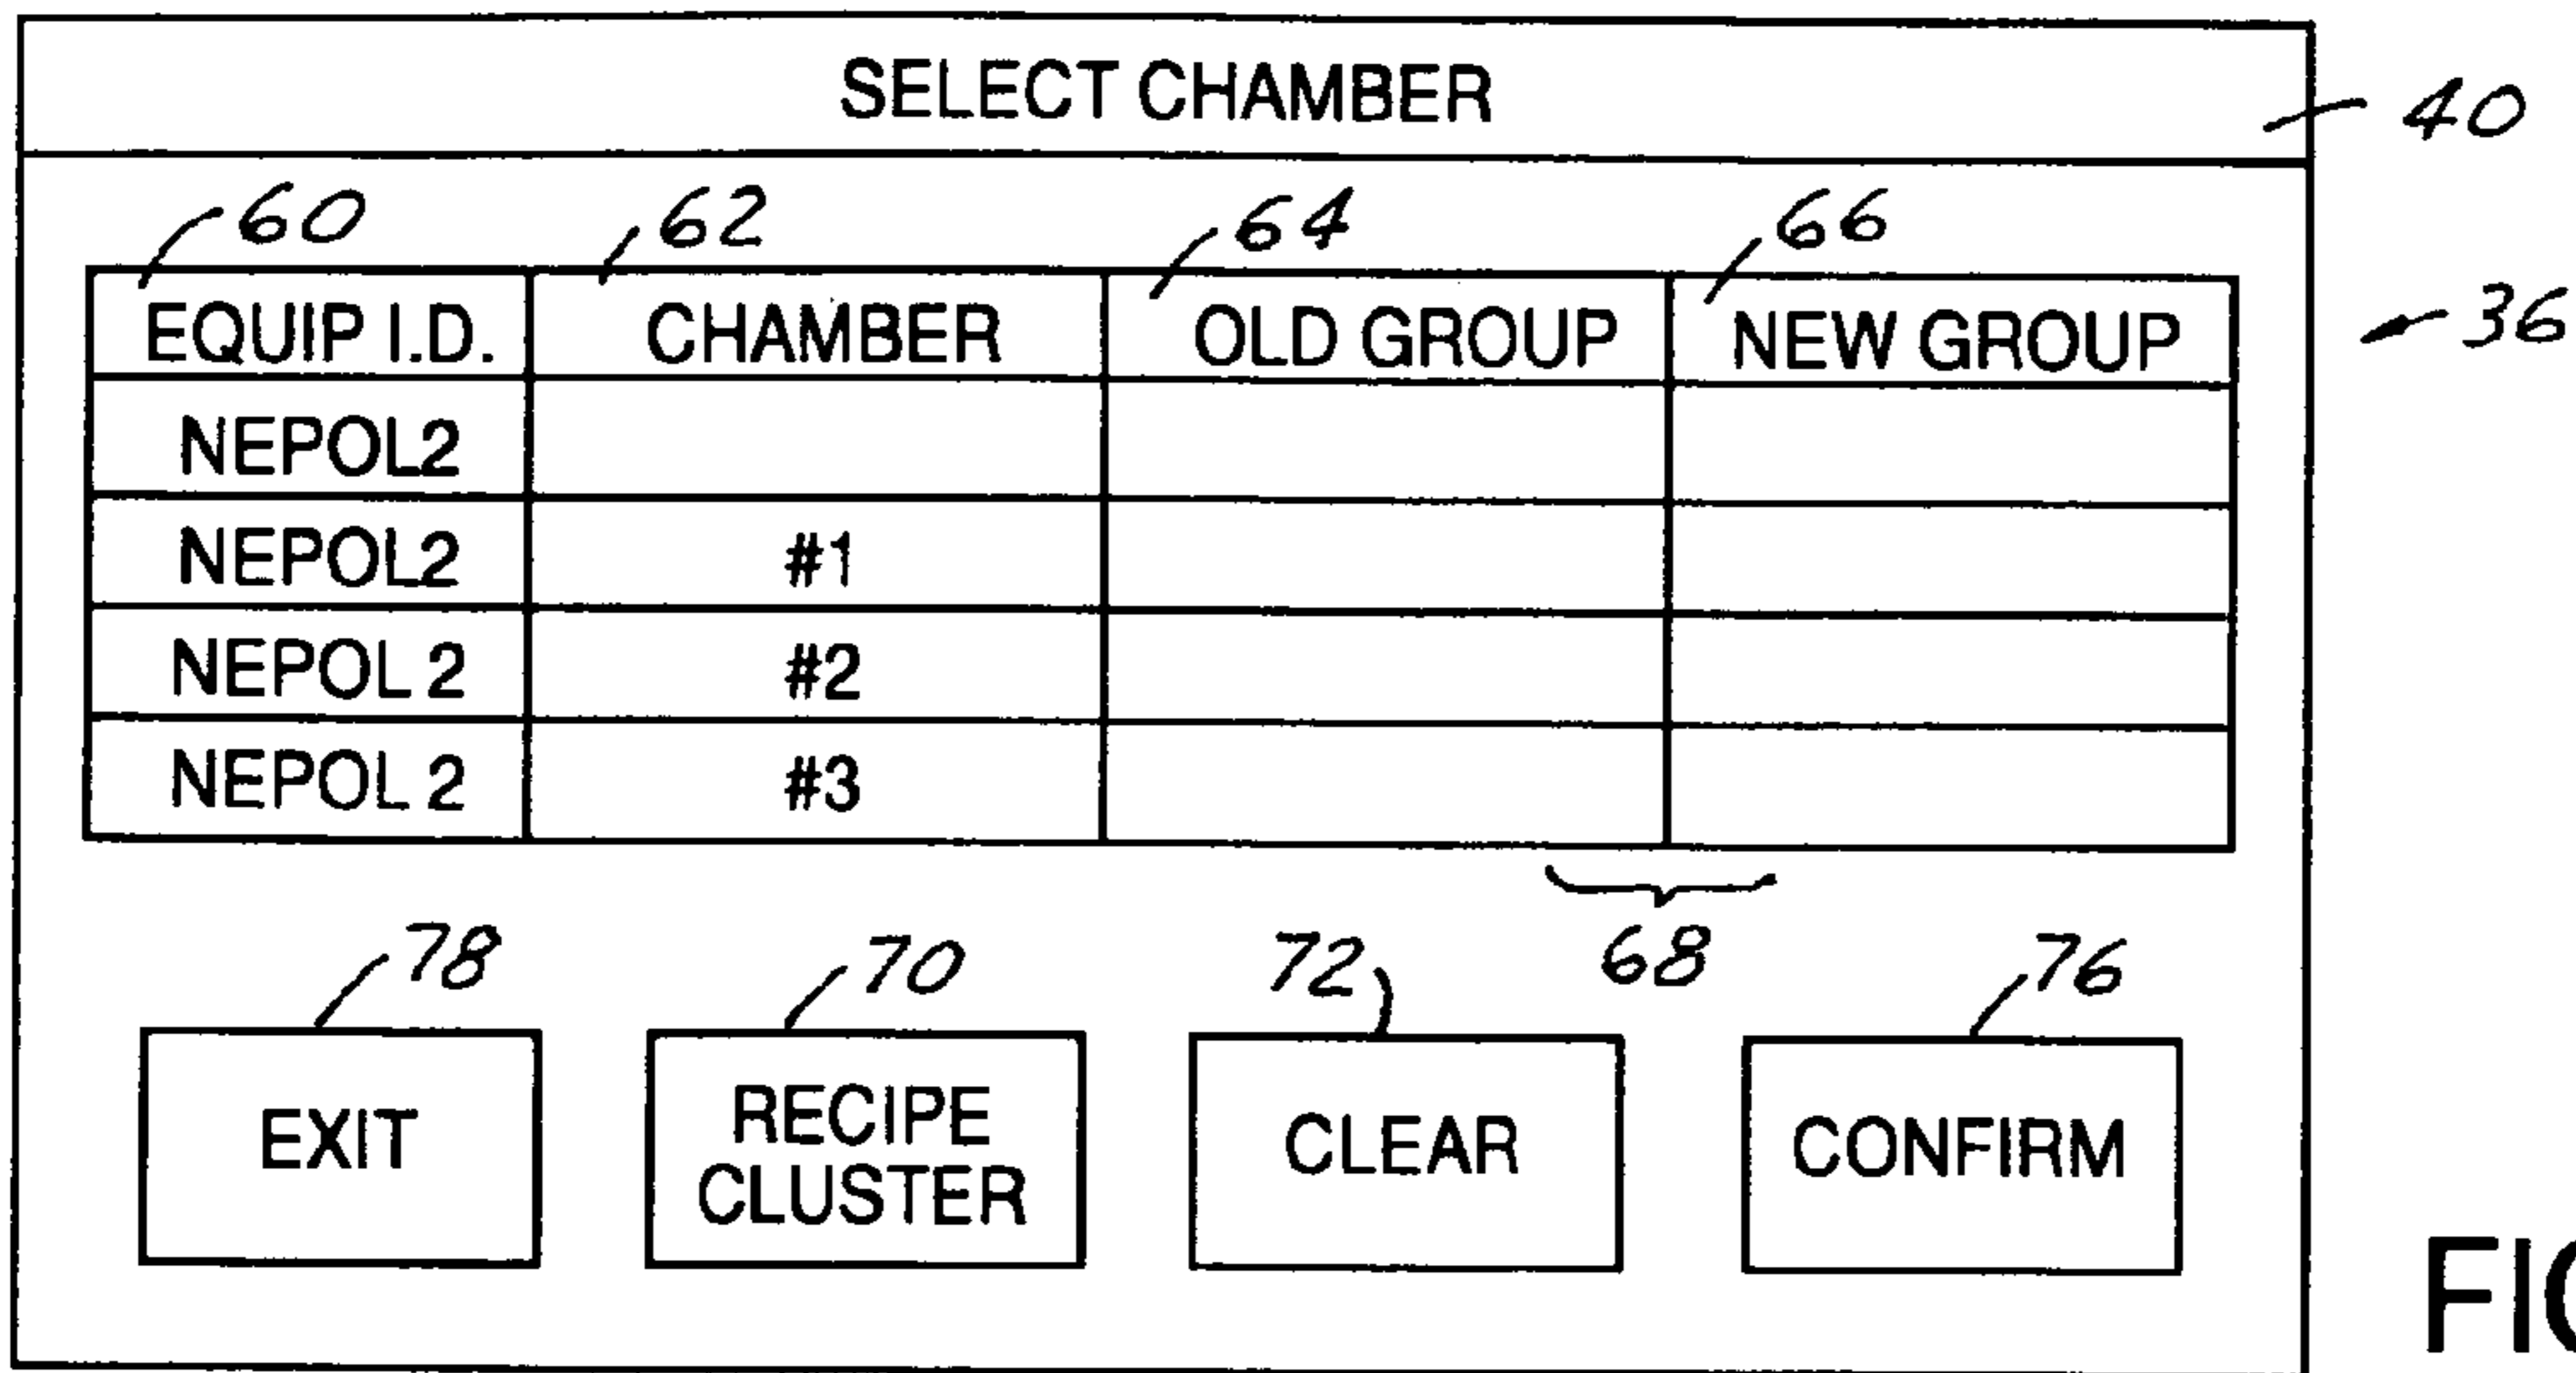 SELECT CHAMBER
40
60 62 64 66
36
EQUIP I.D. CHAMBER OLD GROUP NEW GROUP
NEPOL2
NEPOL2 #1
NEPOL 2 #2
NEPOL 2 #3
68
78 70 72 76
EXIT
RECIPE
CLUSTER
CLEAR
CONFIRM